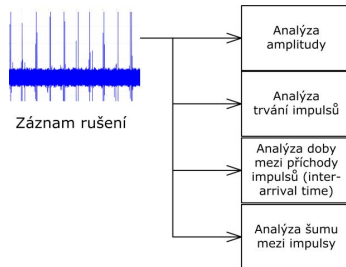 Záznam rušení
Analýza
amplitudy
Analýza
trvání impulsů
Analýza doby
mezi příchody
impulsů (inter-
arrival time)
Analýza šumu
mezi impulsy